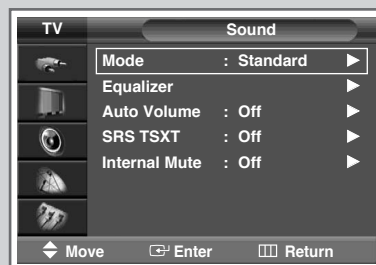 TV Sound
Mode : Standard
Equalizer
Auto Volume : Off
SRS TSXT : Off
Internal Mute : Off
Move Enter Return